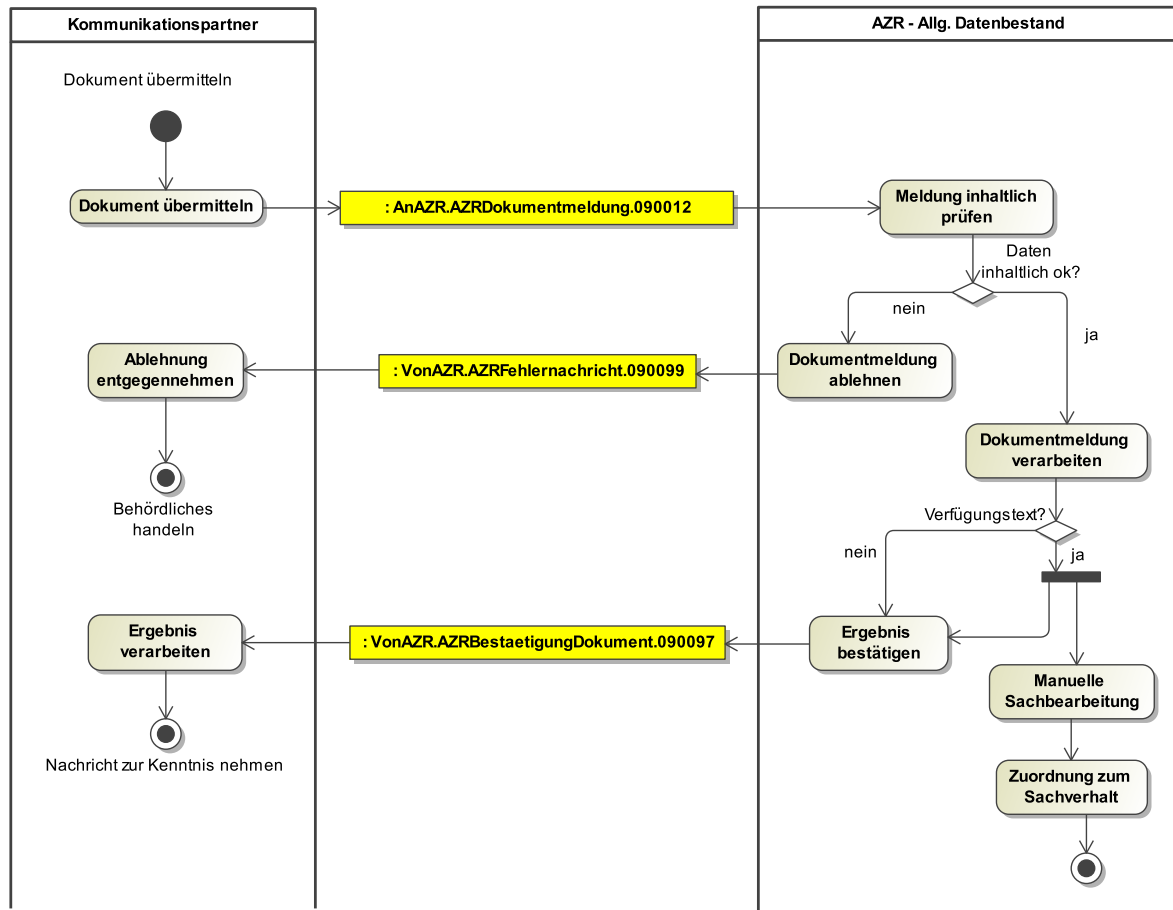 Kommunikationspartner
AZR - Allg. Datenbestand
Dokument übermitteln
Dokument übermitteln
: AnAZR.AZRDokumentmeldung.090012
Meldung inhaltlich
prüfen
Daten
inhaltlich ok?
nein
ja
Ablehnung
entgegennehmen
: VonAZR.AZRFehlernachricht.090099
Dokumentmeldung
ablehnen
Dokumentmeldung
verarbeiten
Behördliches
handeln
Verfügungstext?
nein
ja
Ergebnis
verarbeiten
: VonAZR.AZRBestaetigungDokument.090097
Ergebnis
bestätigen
Manuelle
Sachbearbeitung
Nachricht zur Kenntnis nehmen
Zuordnung zum
Sachverhalt